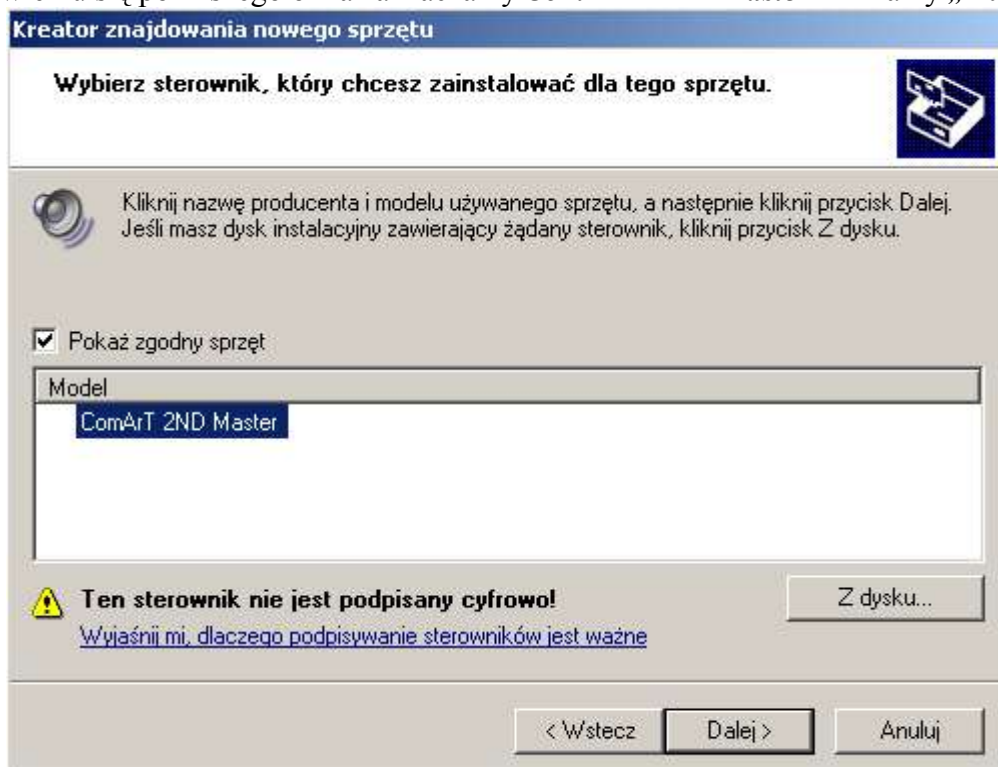 Kreator znajdowania nowego sprzętu
Wybierz sterownik, który chcesz zainstalować dla tego sprzętu.
Kliknij nazwę producenta i modelu używanego sprzętu, a następnie kliknij przycisk Dalej.
Jeśli masz dysk instalacyjny zawierający żądany sterownik, kliknij przycisk Z dysku.
Pokaż zgodny sprzęt
Model
ComArT 2ND Master
Ten sterownik nie jest podpisany cyfrowo!
Z dysku...
Wyjaśnij mi, dlaczego podpisywanie sterowników jest ważne
< Wstecz Dalej > Anuluj